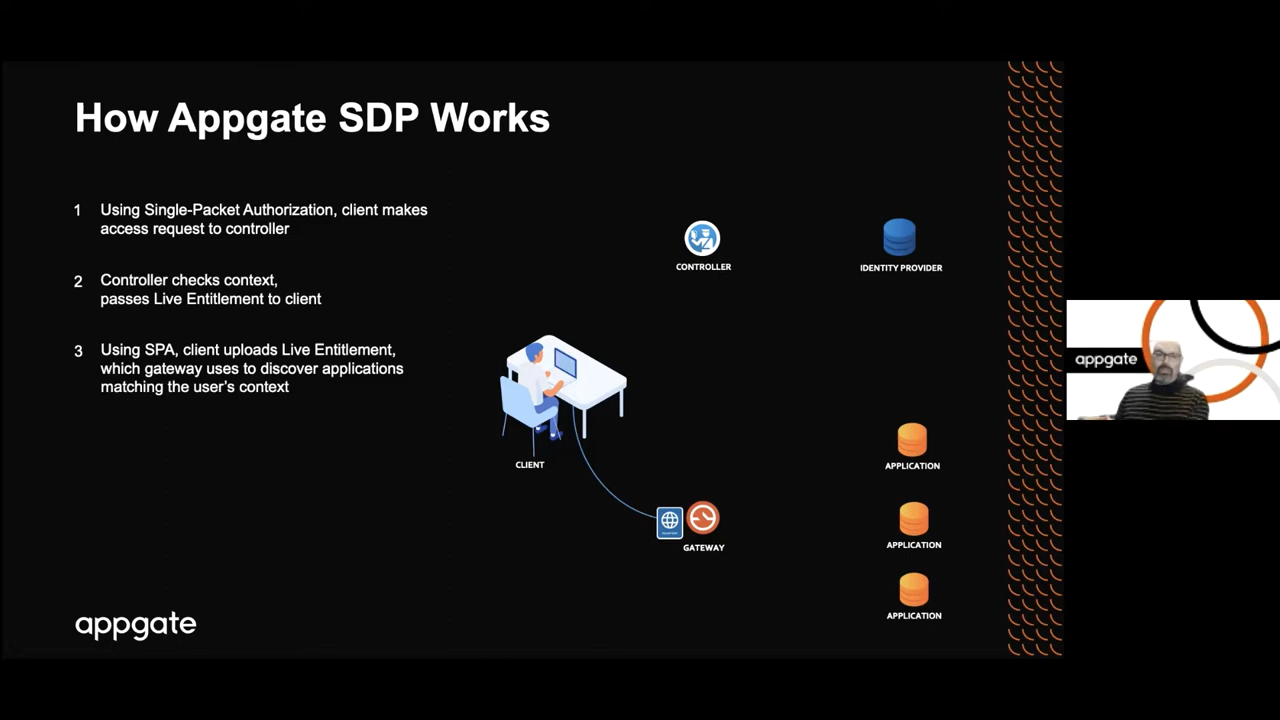 How Appgate SDP Works
1 Using Single-Packet Authorization, client makes
access request to controller
2 Controller checks context,
passes Live Entitlement to client
3 Using SPA, client uploads Live Entitlement,
which gateway uses to discover applications
matching the user's context
CONTROLLER
IDENTITY PROVIDER
CLIENT
GATEWAY
APPLICATION
APPLICATION
APPLICATION
appgate
appgate